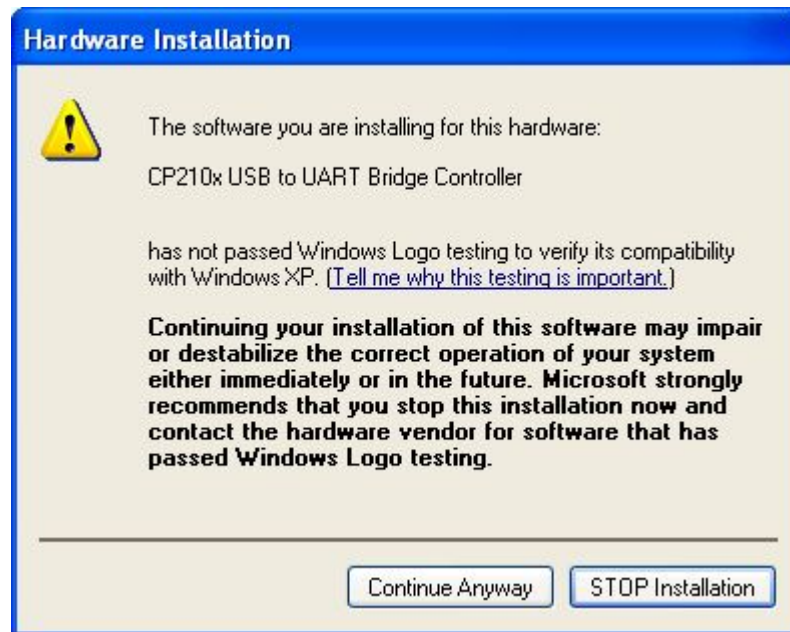 Hardware Installation
The software you are installing for this hardware:
CP210x USB to UART Bridge Controller
has not passed Windows Logo testing to verify its compatibility
with Windows XP. (Tell me why this testing is important.)
Continuing your installation of this software may impair
or destabilize the correct operation of your system
either immediately or in the future. Microsoft strongly
recommends that you stop this installation now and
contact the hardware vendor for software that has
passed Windows Logo testing.
Continue Anyway
STOP Installation